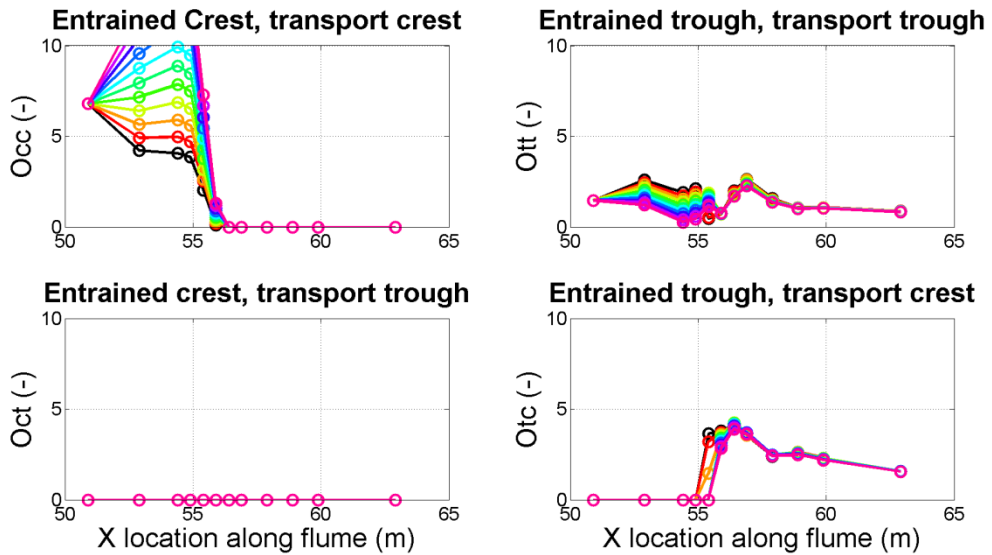 Entrained Crest, transport crest
10
5
0
Occ (-)
50 55 60 65
Entrained trough, transport trough
10
5
0
Ott (-)
50 55 60 65
Entrained crest, transport trough
10
5
0
Oct (-)
50 55 60 65
X location along flume (m)
Entrained trough, transport crest
10
5
0
Otc (-)
50 55 60 65
X location along flume (m)